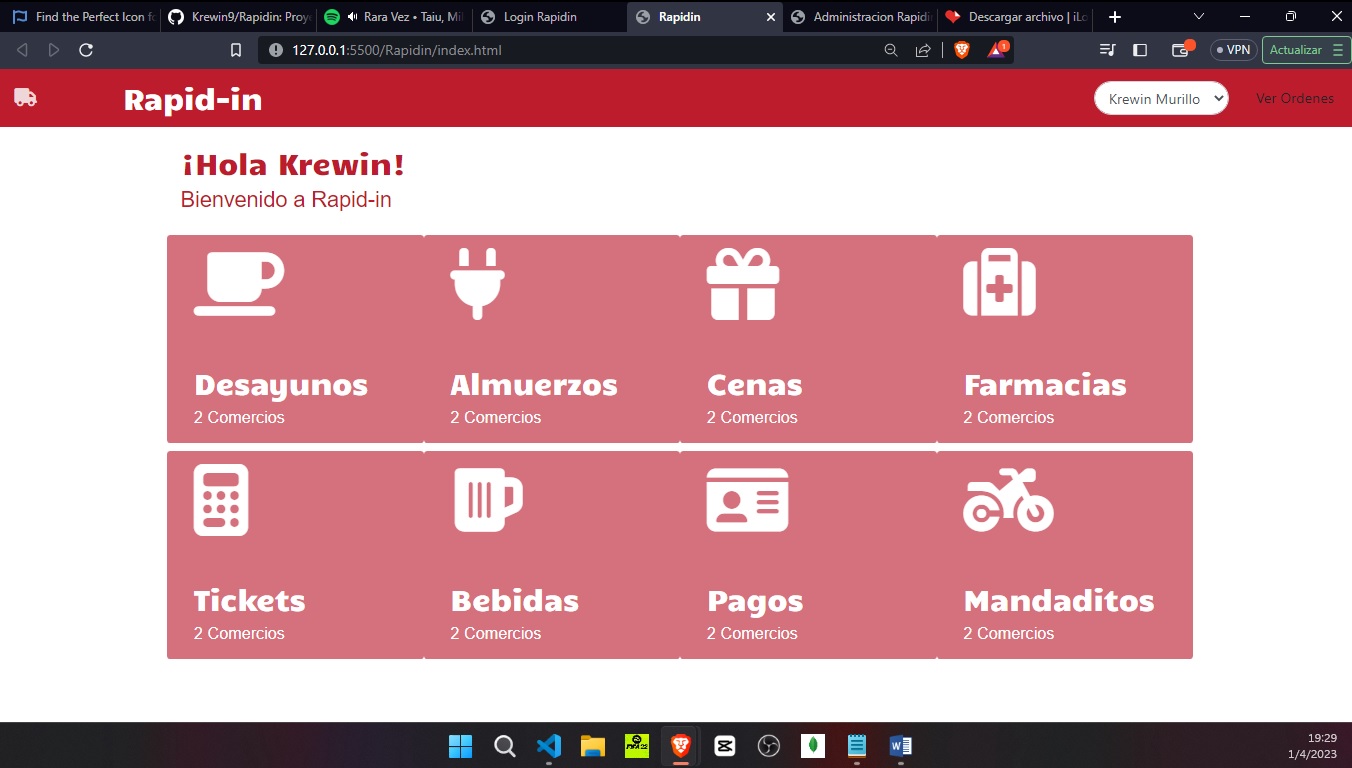 Find the Perfect Icon fo
Krewin9/Rapidin: Proy
Rara Vez • Taiu, Mi
Login Rapidin
Rapidin
Administracion Rapidi
Descargar archivo | iLo
127.0.0.1:5500/Rapidin/index.html
1
VPN
Actualizar
Rapid-in
Krewin Murillo
Ver Ordenes
¡Hola Krewin!
Bienvenido a Rapid-in
Desayunos
2 Comercios
Almuerzos
2 Comercios
Cenas
2 Comercios
Farmacias
2 Comercios
Tickets
2 Comercios
Bebidas
2 Comercios
Pagos
2 Comercios
Mandaditos
2 Comercios
19:29
1/4/2023